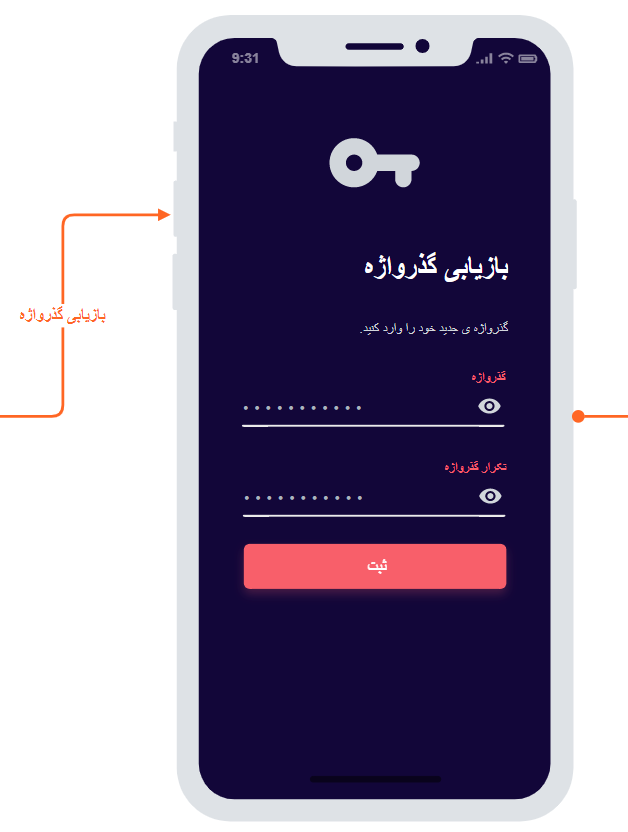 9:31
بازیابی گذرواژه
بازیابی گذرواژه
گذرواژه ی جدید خود را وارد کنید.
گذرواژه
تکرار گذرواژه
ثبت